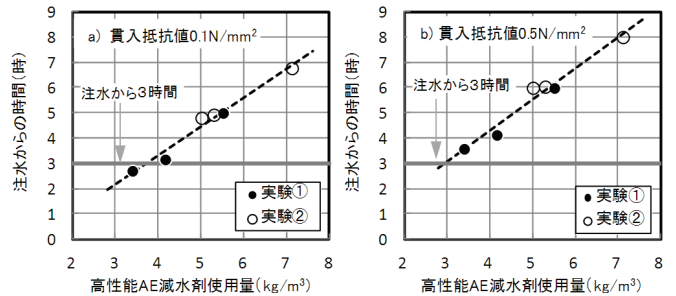 a) 貫入抵抗値0.1N/mm²
注水から3時間
実験①
実験②
注水からの時間(時)
9
8
7
6
5
4
3
2
1
0
2 3 4 5 6 7 8
高性能AE減水剤使用量(kg/m³)
b) 貫入抵抗値0.5N/mm²
注水から3時間
実験①
実験②
注水からの時間(時)
9
8
7
6
5
4
3
2
1
0
2 3 4 5 6 7 8
高性能AE減水剤使用量(kg/m³)